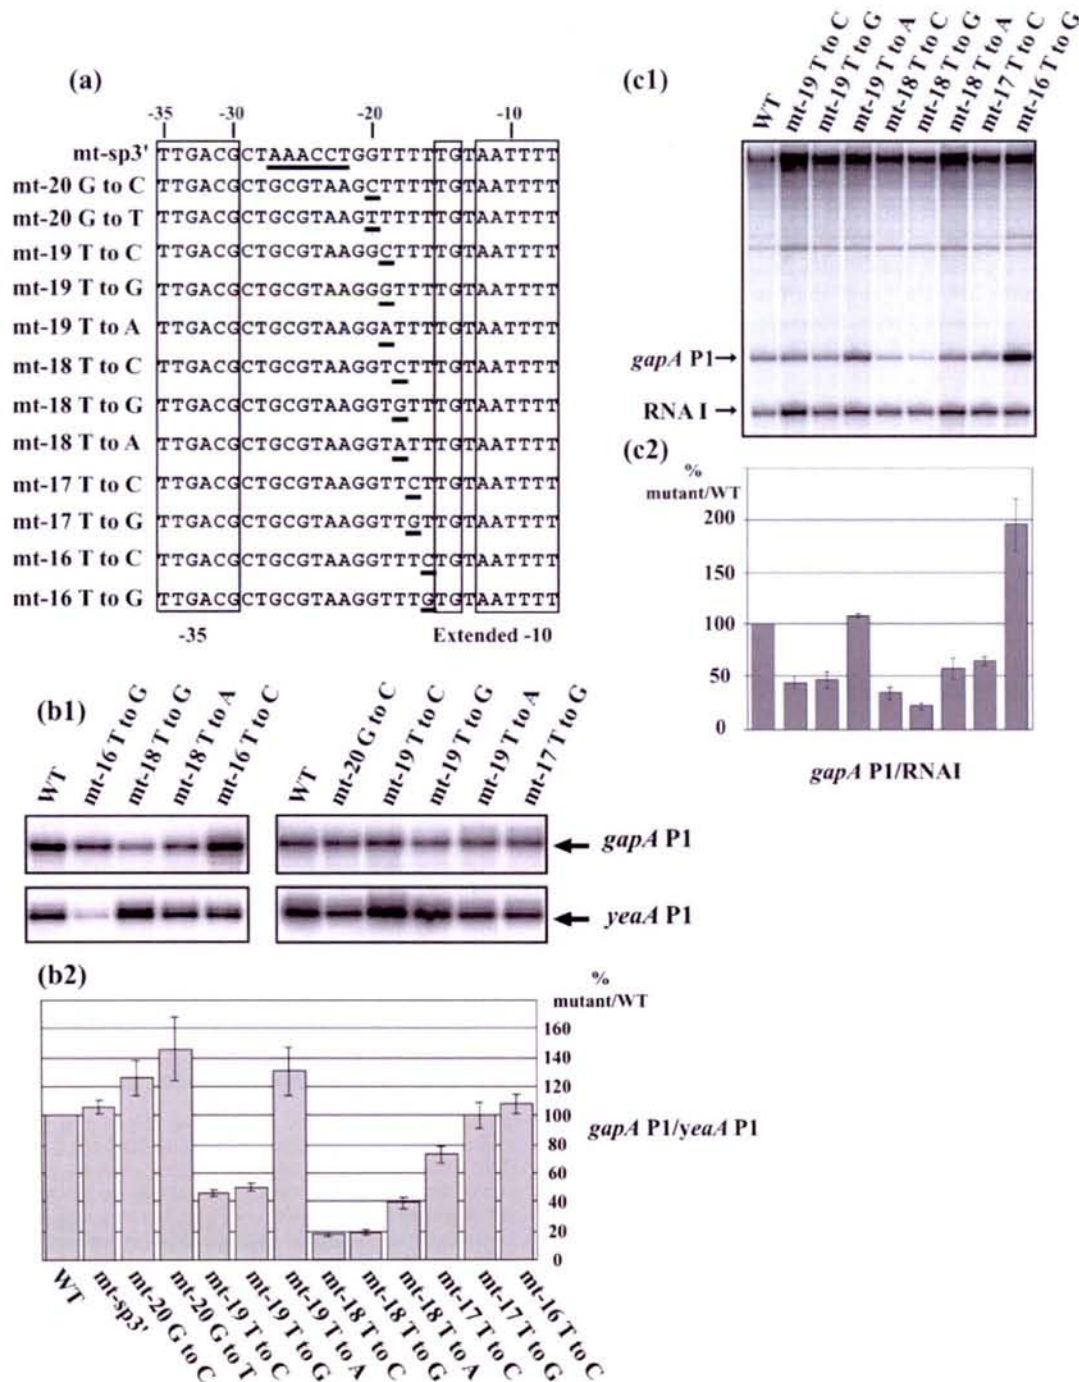 (a)
-35 -30 -20 -10
mt-sp3' TTGACGCTAAACCTGGTTTTTGTAATTTT
mt-20 G to C TTGACGCTGCGTAAGCTTTTTGTAATTTT
mt-20 G to T TTGACGCTGCGTAAGTTTTTTGTAATTTT
mt-19 T to C TTGACGCTGCGTAAGGCTTTTGTAATTTT
mt-19 T to G TTGACGCTGCGTAAGGGTTTTGTAATTTT
mt-19 T to A TTGACGCTGCGTAAGGATTTTGTAATTTT
mt-18 T to C TTGACGCTGCGTAAGGTCTTTGTAATTTT
mt-18 T to G TTGACGCTGCGTAAGGTGTTTGTAATTTT
mt-18 T to A TTGACGCTGCGTAAGGTATTTGTAATTTT
mt-17 T to C TTGACGCTGCGTAAGGTTCTTGTAATTTT
mt-17 T to G TTGACGCTGCGTAAGGTTGTTGTAATTTT
mt-16 T to C TTGACGCTGCGTAAGGTTTCTGTAATTTT
mt-16 T to G TTGACGCTGCGTAAGGTTTGTGTAATTTT
-35 Extended -10
(b1)
WT
mt-16 T to G
mt-18 T to G
mt-18 T to A
mt-16 T to C
WT
mt-20 G to C
mt-19 T to C
mt-19 T to G
mt-19 T to A
mt-17 T to G
gapA P1
yeaA P1
(b2)
%
mutant/WT
160
140
120
100
80
60
40
20
0
gapA P1/yeaA P1
WT
mt-sp3'
mt-20 G to C
mt-20 G to T
mt-19 T to C
mt-19 T to G
mt-19 T to A
mt-18 T to C
mt-18 T to G
mt-18 T to A
mt-17 T to C
mt-17 T to G
mt-16 T to C
(c1)
WT
mt-19 T to C
mt-19 T to G
mt-19 T to A
mt-18 T to C
mt-18 T to G
mt-18 T to A
mt-17 T to C
mt-16 T to G
gapA P1
RNA I
(c2)
%
mutant/WT
200
150
100
50
0
gapA P1/RNAI